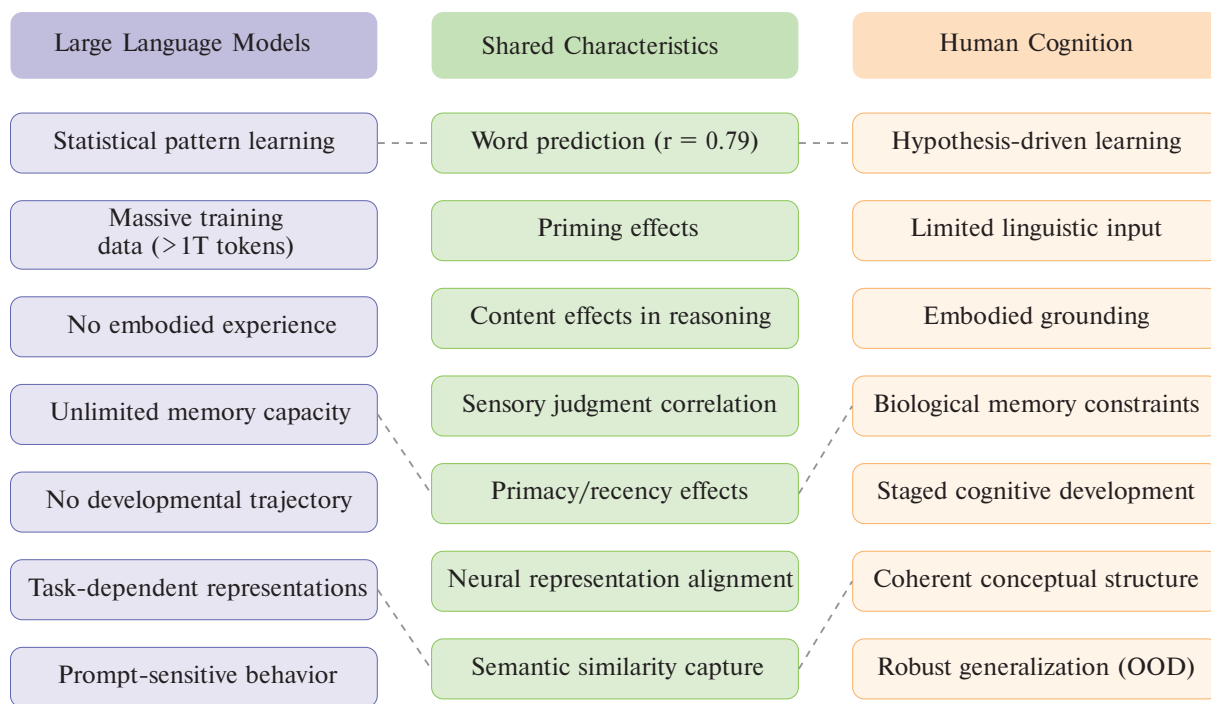 Large Language Models
Shared Characteristics
Human Cognition
Statistical pattern learning
Word prediction (r = 0.79)
Hypothesis-driven learning
Massive training
data (>1T tokens)
Priming effects
Limited linguistic input
No embodied experience
Content effects in reasoning
Embodied grounding
Unlimited memory capacity
Sensory judgment correlation
Biological memory constraints
No developmental trajectory
Primacy/recency effects
Staged cognitive development
Task-dependent representations
Neural representation alignment
Coherent conceptual structure
Prompt-sensitive behavior
Semantic similarity capture
Robust generalization (OOD)